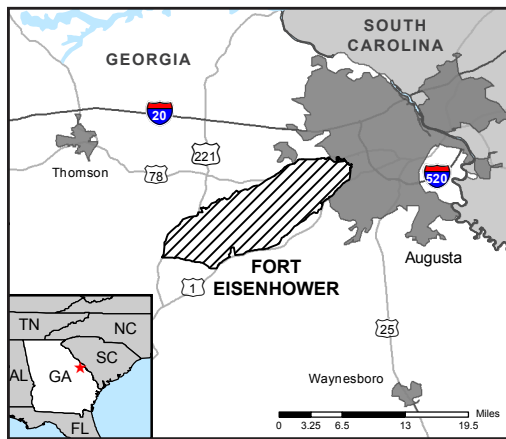 SOUTH
CAROLINA
GEORGIA
20
221
Thomson
78
520
FORT
EISENHOWER
Augusta
1
25
Waynesboro
TN
NC
SC
AL
GA
FL
Miles
0 3.25 6.5 13 19.5